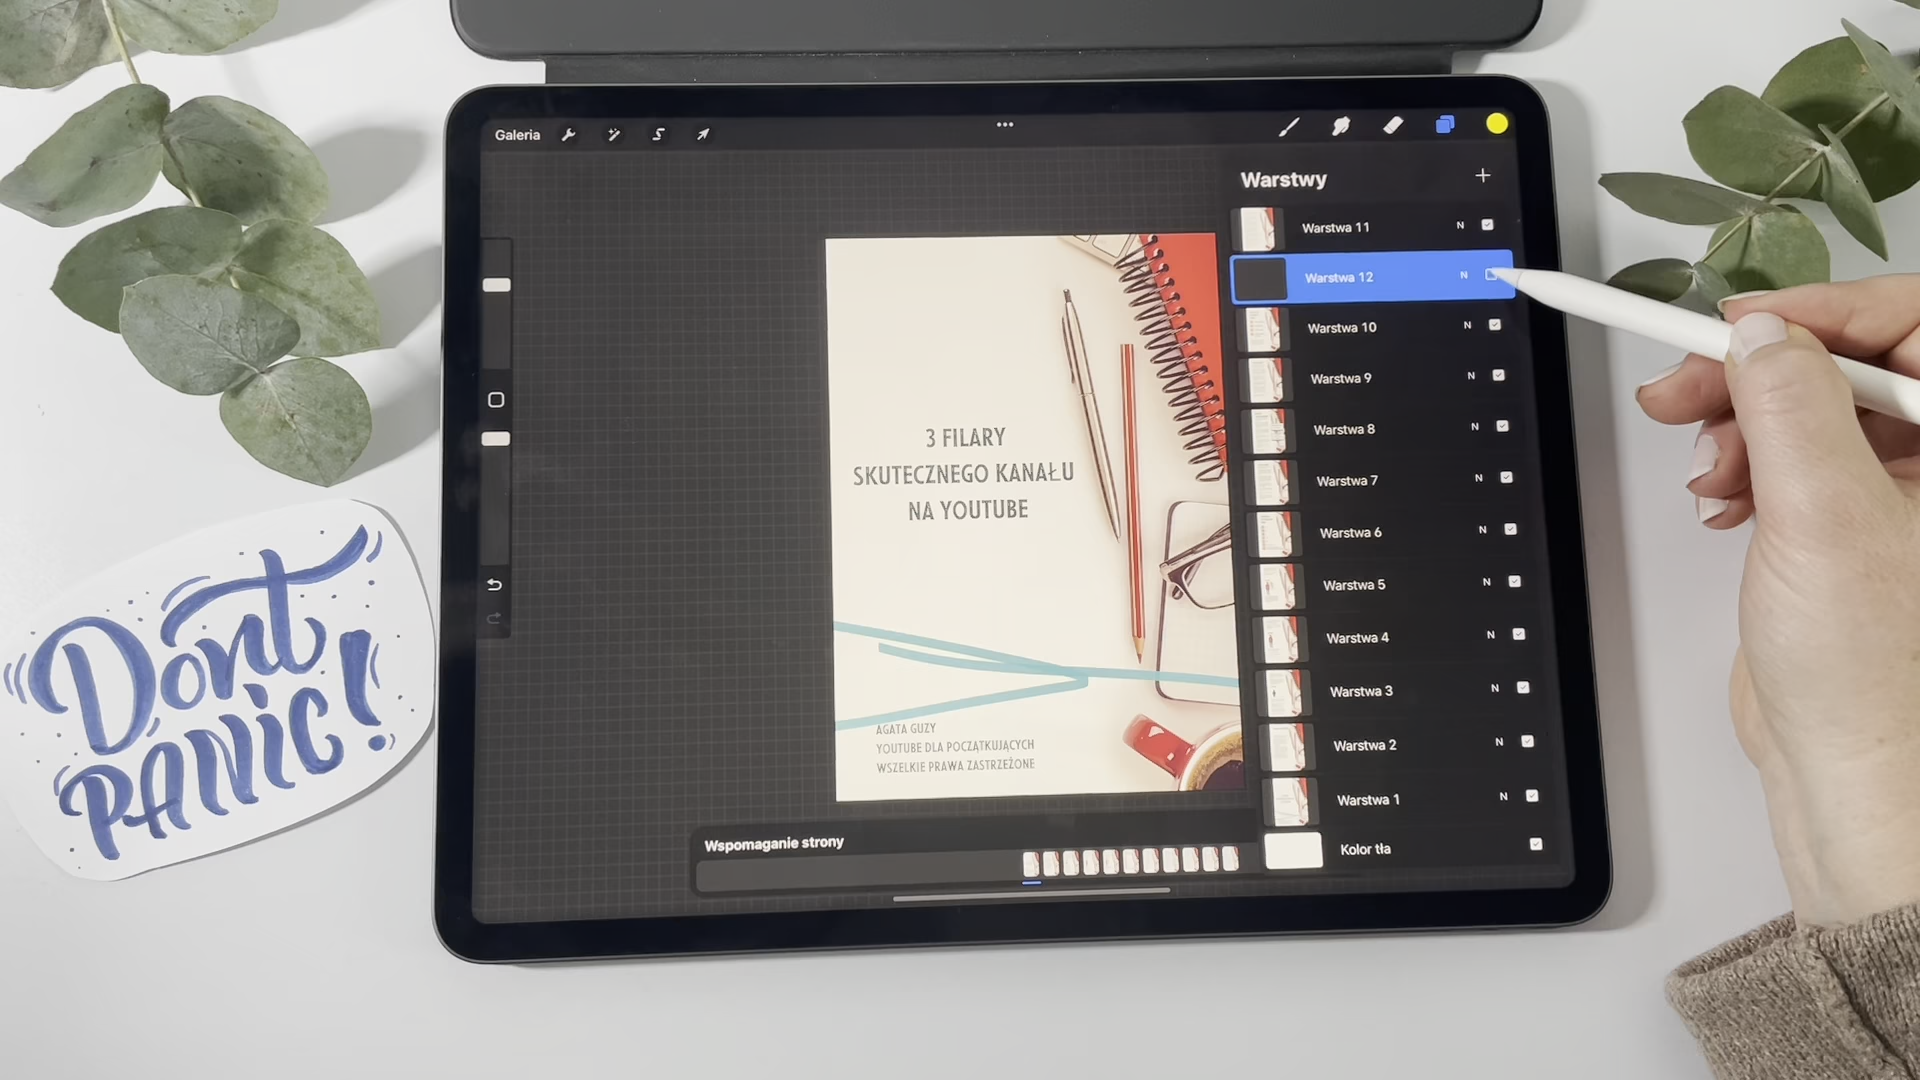 Galeria
Warstwy
Warstwa 11 N
Warstwa 12 N
Warstwa 10 N
Warstwa 9 N
Warstwa 8 N
Warstwa 7 N
Warstwa 6 N
Warstwa 5 N
Warstwa 4 N
Warstwa 3 N
Warstwa 2 N
Warstwa 1 N
Kolor tła
3 FILARY
SKUTECZNEGO KANAŁU
NA YOUTUBE
AGATA GUZY
YOUTUBE DLA POCZĄTKUJĄCYCH
WSZELKIE PRAWA ZASTRZEŻONE
Wspomaganie strony
Dont
PANiC!